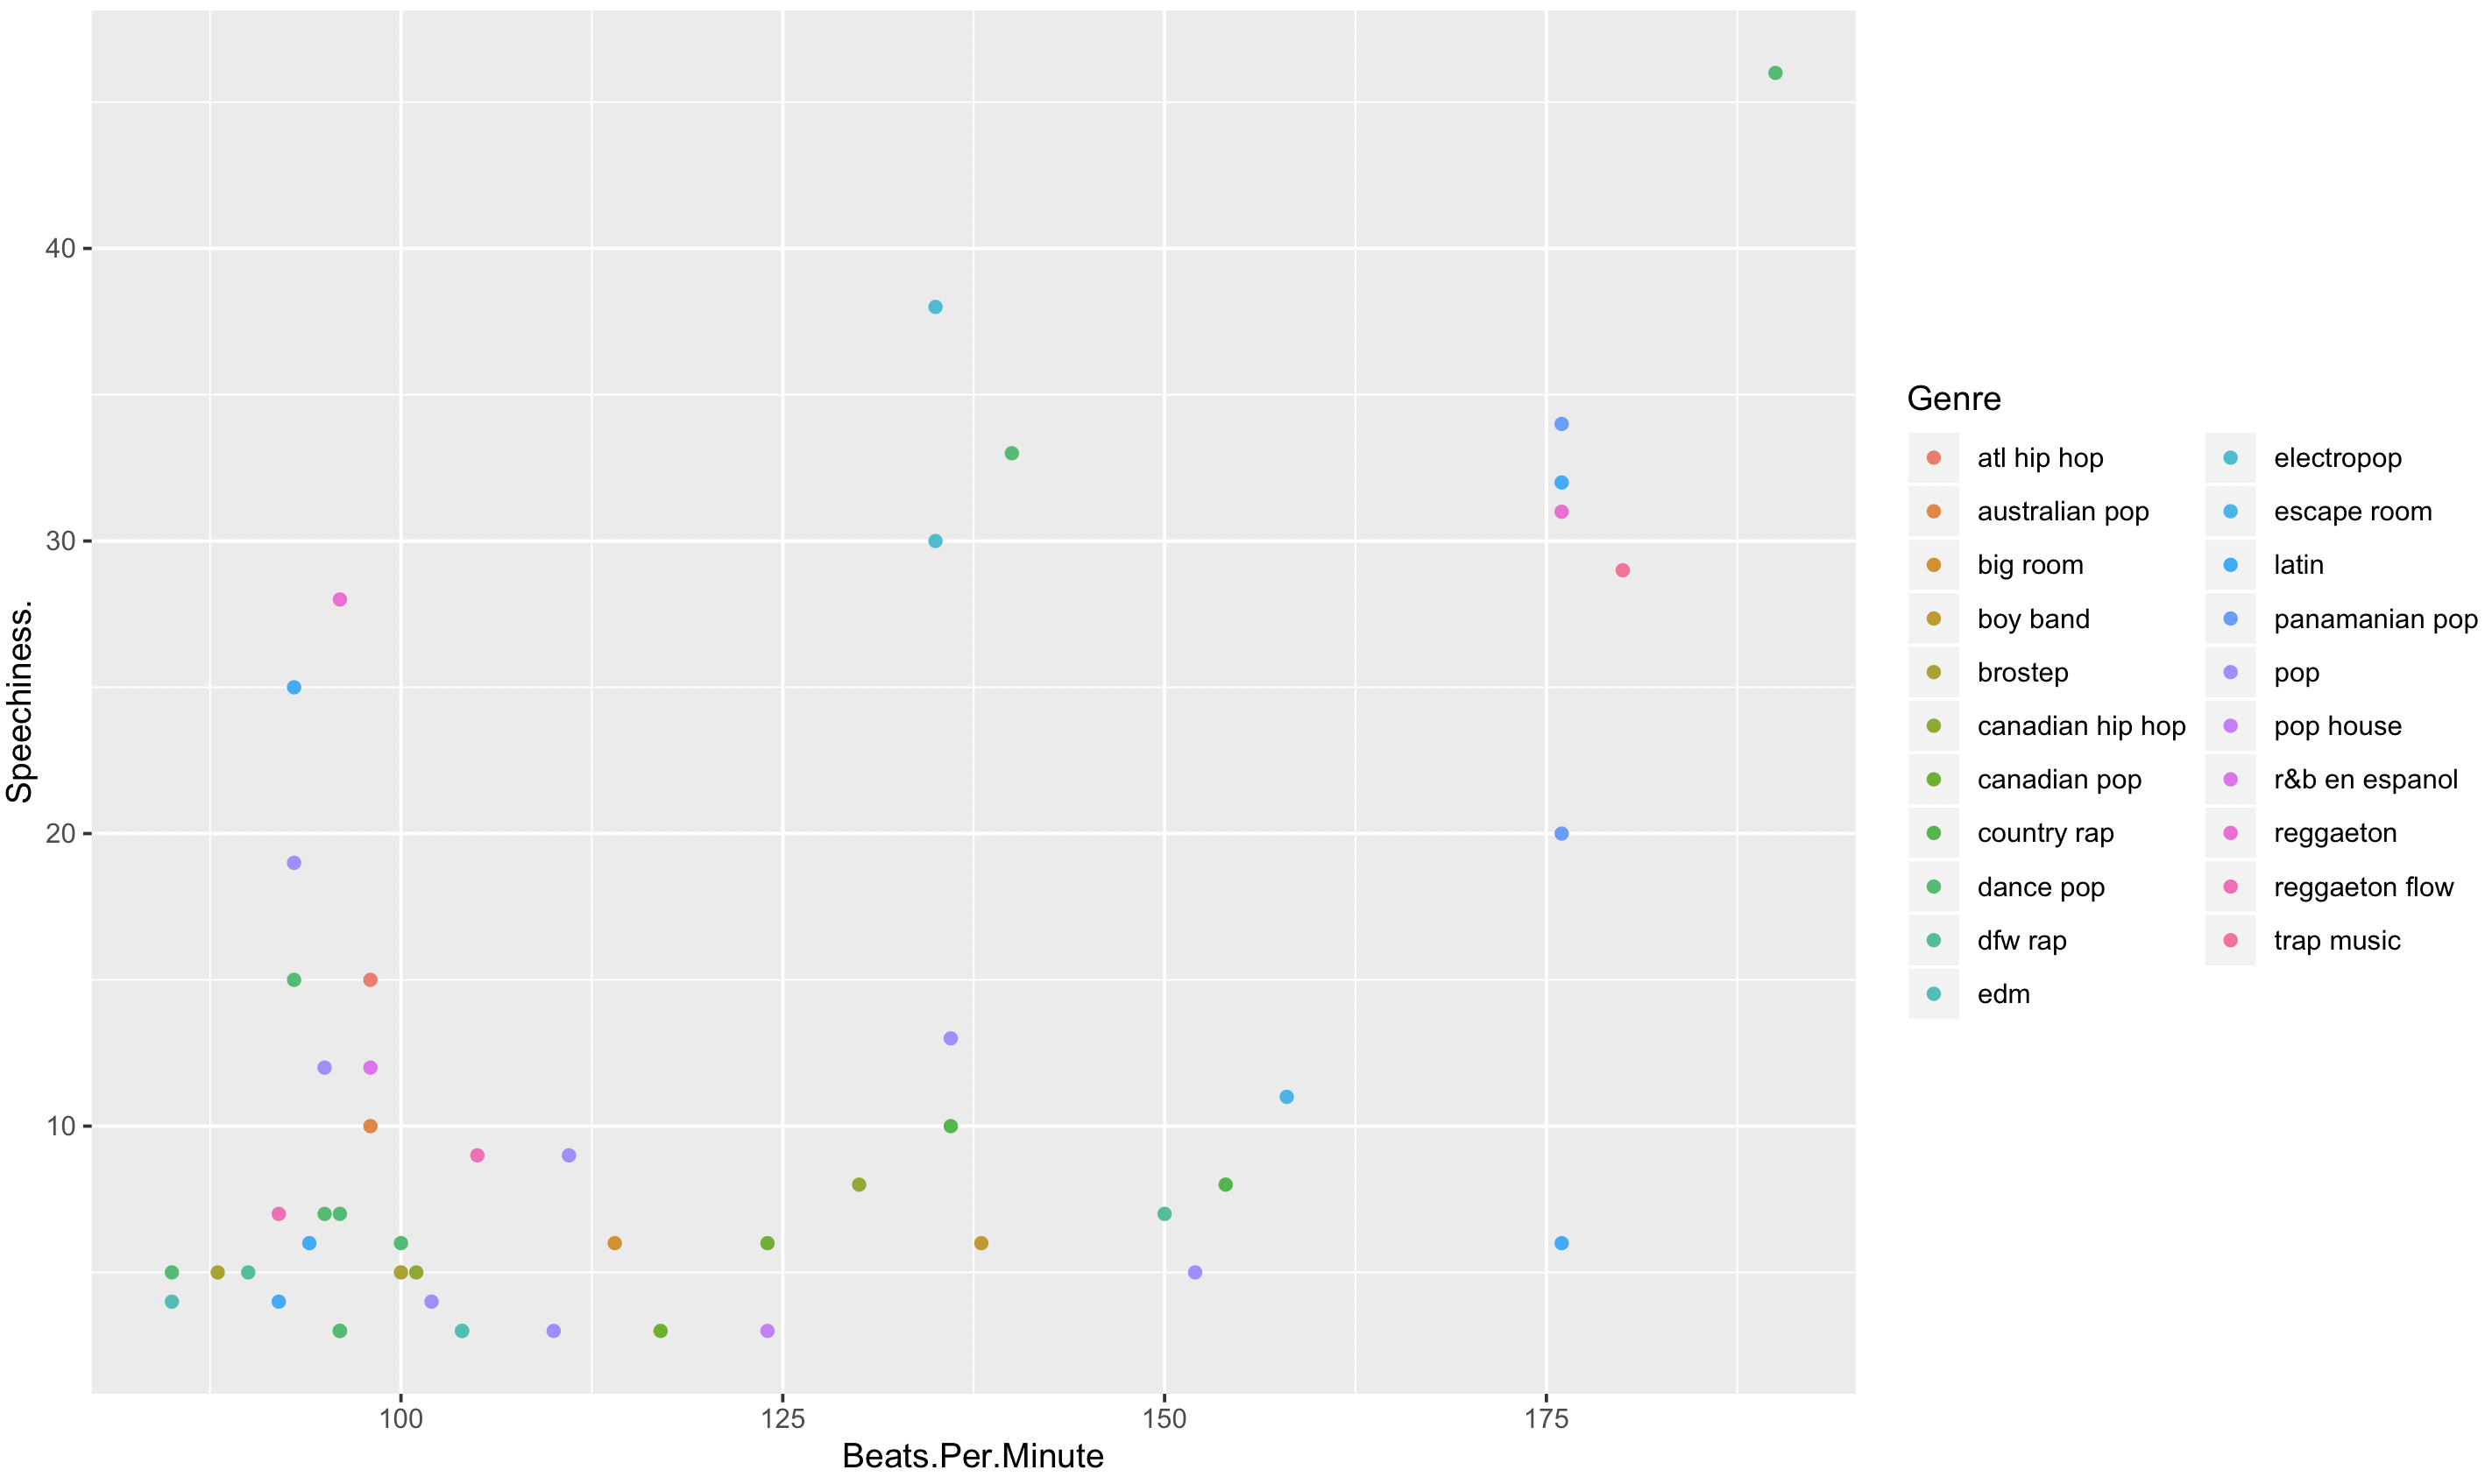 Speechiness.
40
30
20
10
100
125
150
175
Beats.Per.Minute
Genre
atl hip hop
australian pop
big room
boy band
brostep
canadian hip hop
canadian pop
country rap
dance pop
dfw rap
edm
electropop
escape room
latin
panamanian pop
pop
pop house
r&b en espanol
reggaeton
reggaeton flow
trap music